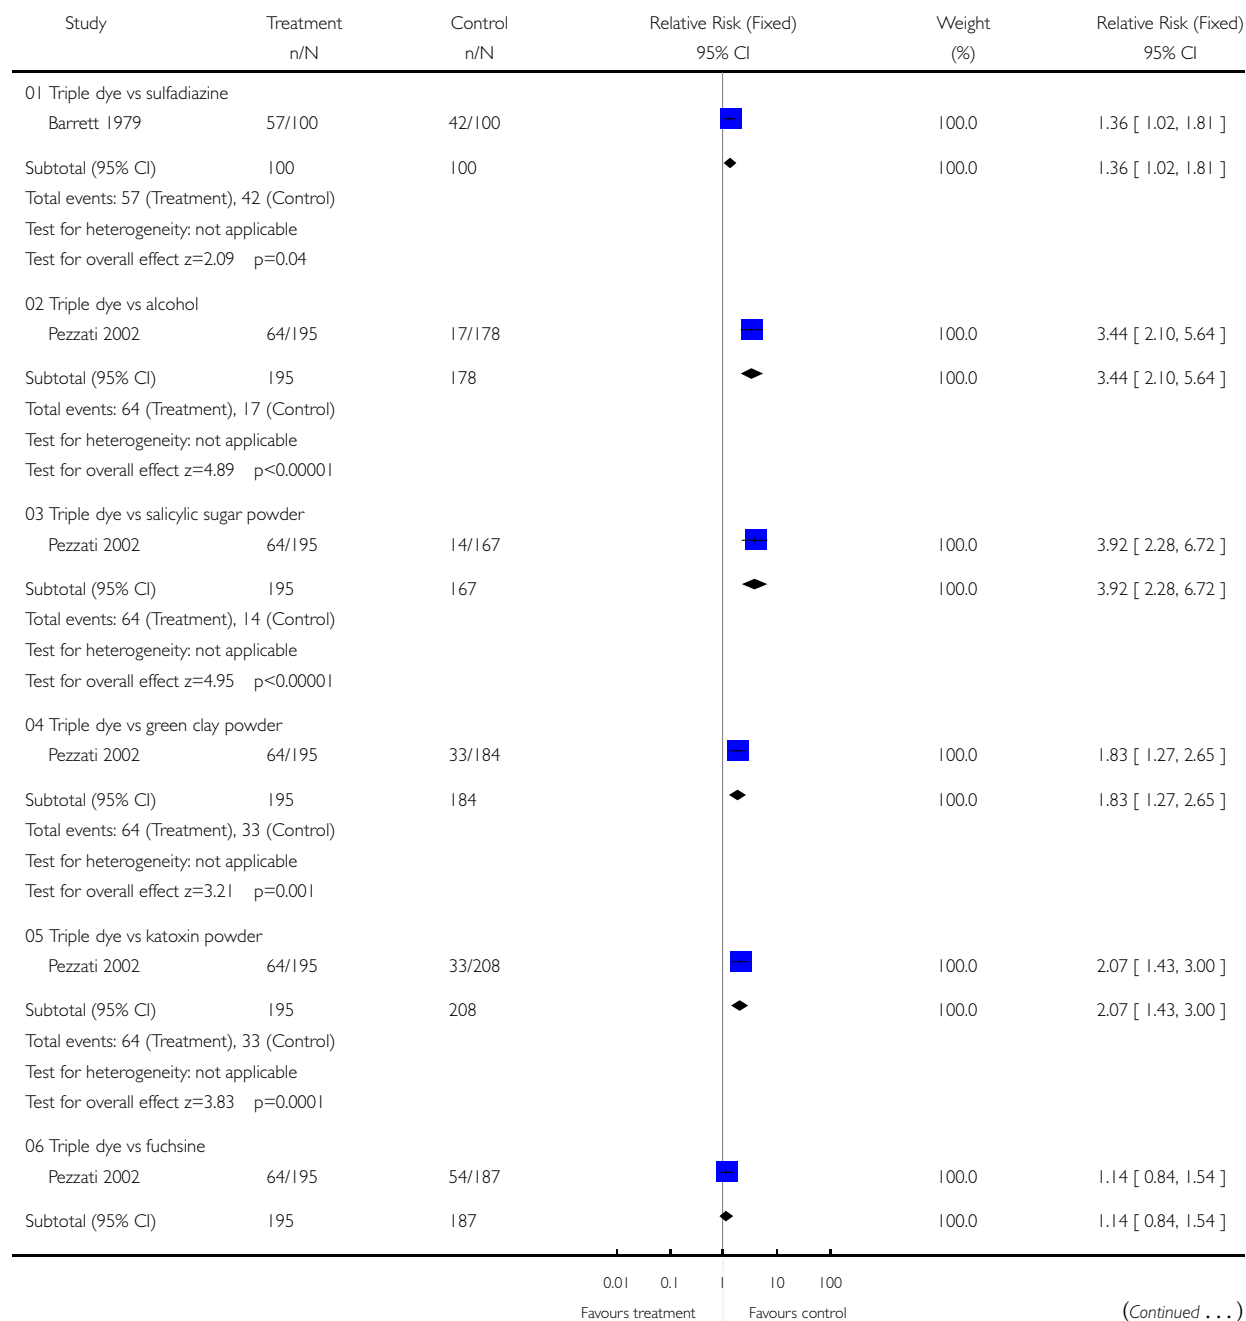 Study Treatment Control Relative Risk (Fixed) Weight Relative Risk (Fixed)
n/N n/N 95% CI (%) 95% CI
01 Triple dye vs sulfadiazine
Barrett 1979 57/100 42/100 100.0 1.36 [ 1.02, 1.81 ]
Subtotal (95% CI) 100 100 100.0 1.36 [ 1.02, 1.81 ]
Total events: 57 (Treatment), 42 (Control)
Test for heterogeneity: not applicable
Test for overall effect z=2.09 p=0.04
02 Triple dye vs alcohol
Pezzati 2002 64/195 17/178 100.0 3.44 [ 2.10, 5.64 ]
Subtotal (95% CI) 195 178 100.0 3.44 [ 2.10, 5.64 ]
Total events: 64 (Treatment), 17 (Control)
Test for heterogeneity: not applicable
Test for overall effect z=4.89 p<0.00001
03 Triple dye vs salicylic sugar powder
Pezzati 2002 64/195 14/167 100.0 3.92 [ 2.28, 6.72 ]
Subtotal (95% CI) 195 167 100.0 3.92 [ 2.28, 6.72 ]
Total events: 64 (Treatment), 14 (Control)
Test for heterogeneity: not applicable
Test for overall effect z=4.95 p<0.00001
04 Triple dye vs green clay powder
Pezzati 2002 64/195 33/184 100.0 1.83 [ 1.27, 2.65 ]
Subtotal (95% CI) 195 184 100.0 1.83 [ 1.27, 2.65 ]
Total events: 64 (Treatment), 33 (Control)
Test for heterogeneity: not applicable
Test for overall effect z=3.21 p=0.001
05 Triple dye vs katoxin powder
Pezzati 2002 64/195 33/208 100.0 2.07 [ 1.43, 3.00 ]
Subtotal (95% CI) 195 208 100.0 2.07 [ 1.43, 3.00 ]
Total events: 64 (Treatment), 33 (Control)
Test for heterogeneity: not applicable
Test for overall effect z=3.83 p=0.0001
06 Triple dye vs fuchsine
Pezzati 2002 64/195 54/187 100.0 1.14 [ 0.84, 1.54 ]
Subtotal (95% CI) 195 187 100.0 1.14 [ 0.84, 1.54 ]
0.01 0.1 1 10 100
Favours treatment Favours control (Continued . . . )